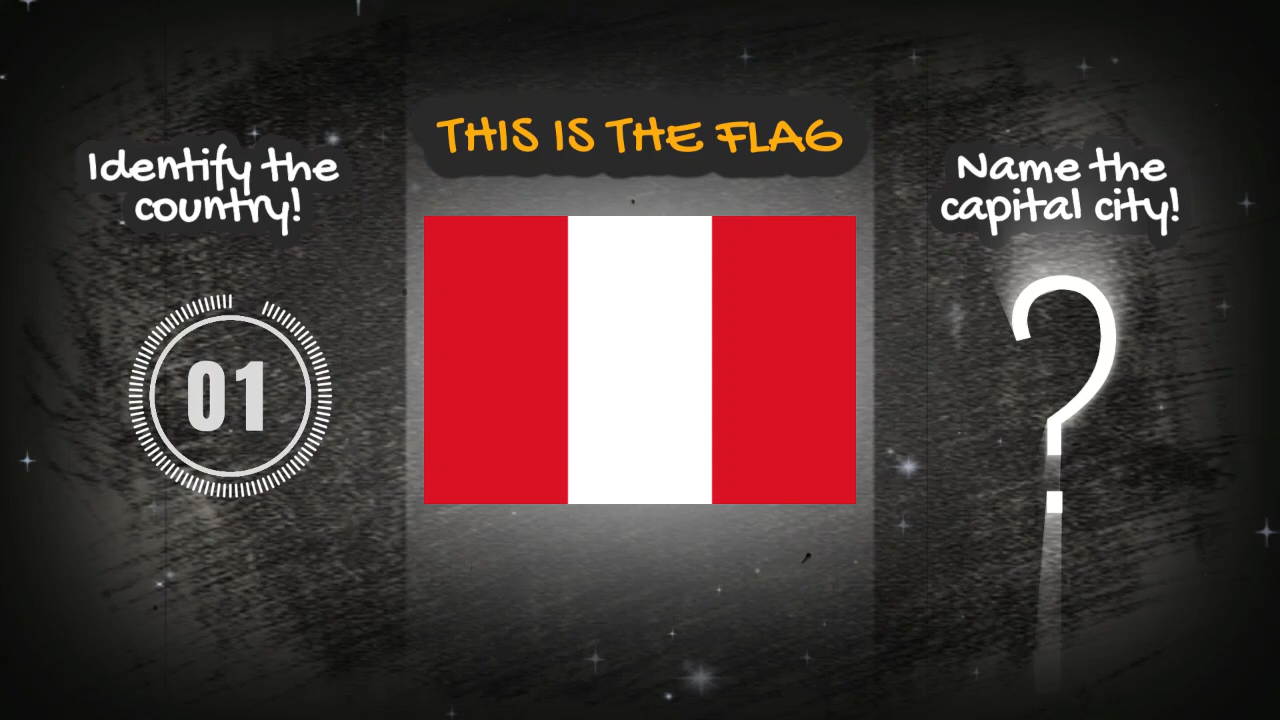 THIS IS THE FLAG
Identify the
country!
01
Name the
capital city!
?